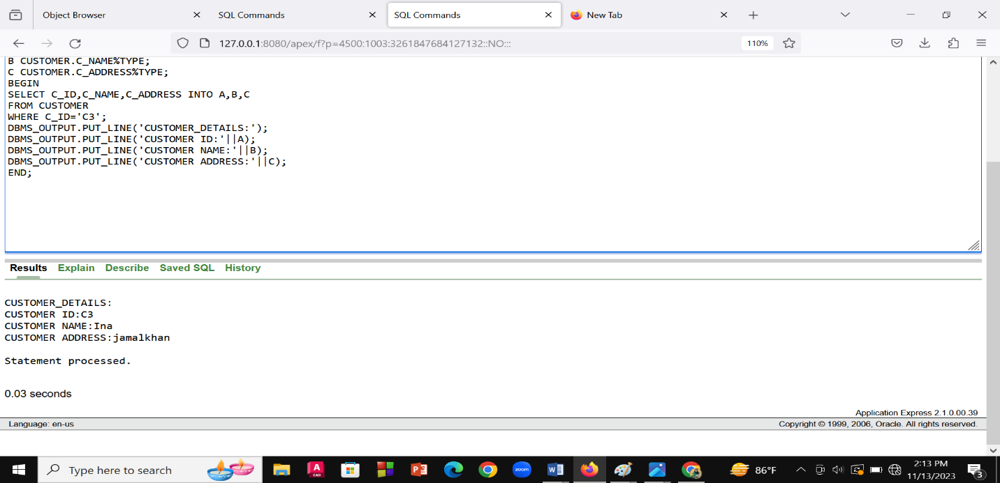 Object Browser
SQL Commands
SQL Commands
New Tab
127.0.0.1:8080/apex/f?p=4500:1003:3261847684127132::NO:::
110%
B CUSTOMER.C_NAME%TYPE;
C CUSTOMER.C_ADDRESS%TYPE;
BEGIN
SELECT C_ID,C_NAME,C_ADDRESS INTO A,B,C
FROM CUSTOMER
WHERE C_ID='C3';
DBMS_OUTPUT.PUT_LINE('CUSTOMER_DETAILS:');
DBMS_OUTPUT.PUT_LINE('CUSTOMER ID:'||A);
DBMS_OUTPUT.PUT_LINE('CUSTOMER NAME:'||B);
DBMS_OUTPUT.PUT_LINE('CUSTOMER ADDRESS:'||C);
END;
Results Explain Describe Saved SQL History
CUSTOMER_DETAILS:
CUSTOMER ID:C3
CUSTOMER NAME:Ina
CUSTOMER ADDRESS:jamalkhan
Statement processed.
0.03 seconds
Application Express 2.1.0.00.39
Language: en-us
Copyright © 1999, 2006, Oracle. All rights reserved.
Type here to search
A
CAD
P
zoom
W
86°F
2:13 PM
11/13/2023
3